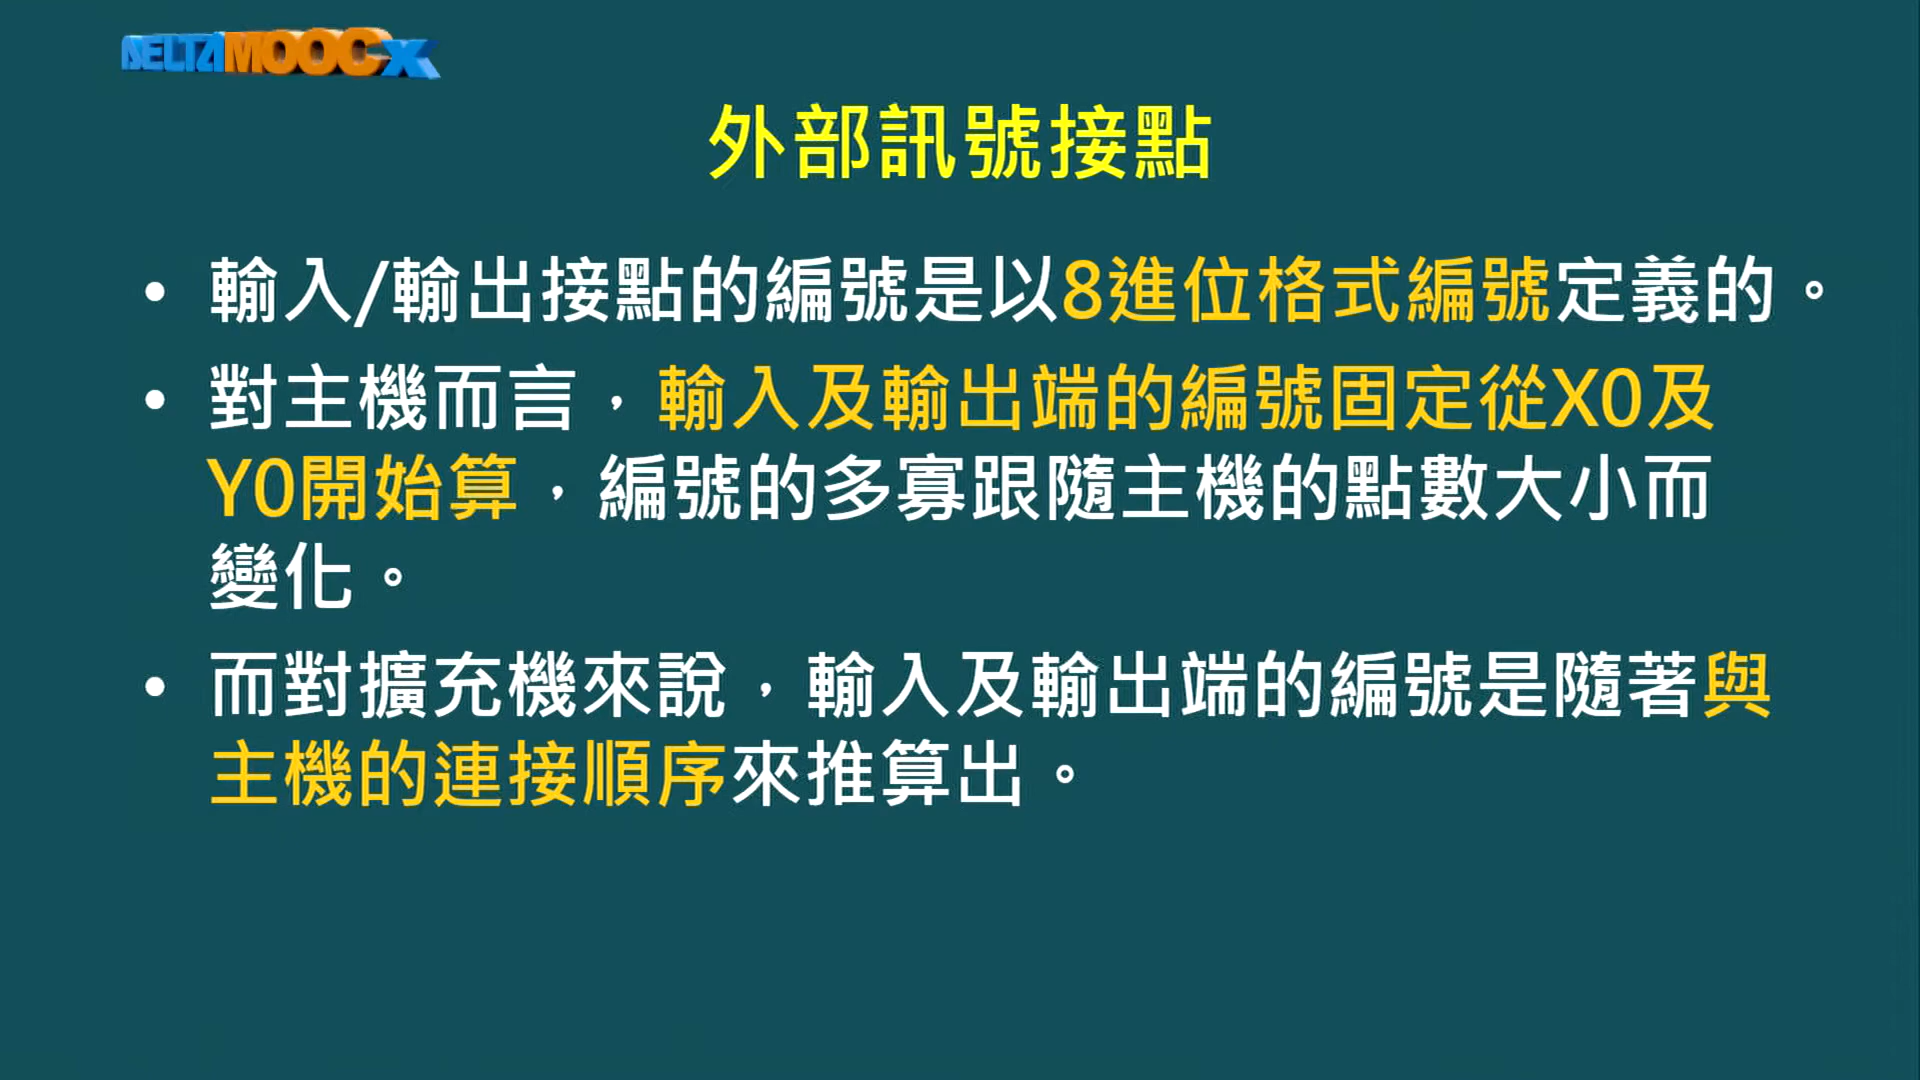 DELTAMOOCx
外部訊號接點
• 輸入/輸出接點的編號是以8進位格式編號定義的。
• 對主機而言，輸入及輸出端的編號固定從X0及
Y0開始算，編號的多寡跟隨主機的點數大小而
變化。
• 而對擴充機來說，輸入及輸出端的編號是隨著與
主機的連接順序來推算出。